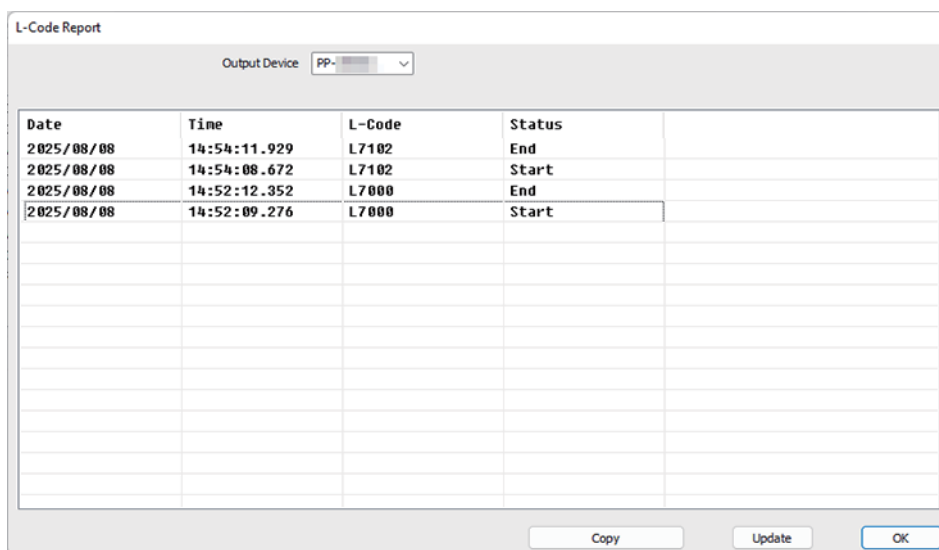 L-Code Report
Output Device PP-
Date Time L-Code Status
2025/08/08 14:54:11.929 L7102 End
2025/08/08 14:54:08.672 L7102 Start
2025/08/08 14:52:12.352 L7000 End
2025/08/08 14:52:09.276 L7000 Start
Copy Update OK